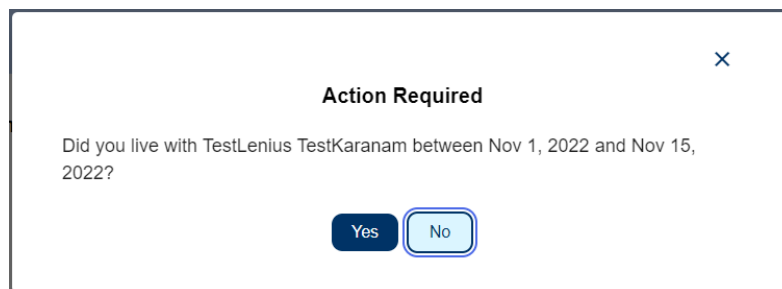 Action Required
Did you live with TestLenius TestKaranam between Nov 1, 2022 and Nov 15,
2022?
Yes No